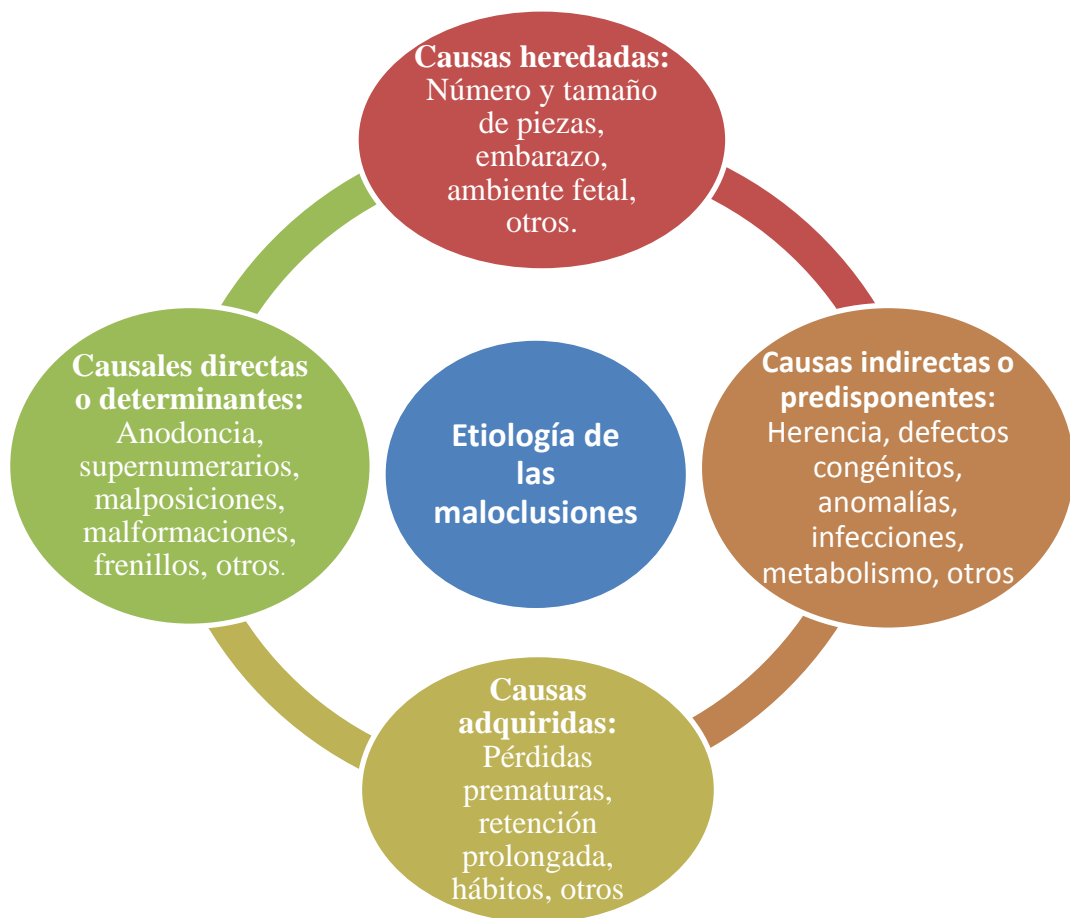 Causas heredadas:
Número y tamaño
de piezas,
embarazo,
ambiente fetal,
otros.
Causales directas
o determinantes:
Anodoncia,
supernumerarios,
malposiciones,
malformaciones,
frenillos, otros.
Etiología de
las
maloclusiones
Causas indirectas o
predisponentes:
Herencia, defectos
congénitos,
anomalías,
infecciones,
metabolismo, otros
Causas
adquiridas:
Pérdidas
prematuras,
retención
prolongada,
hábitos, otros